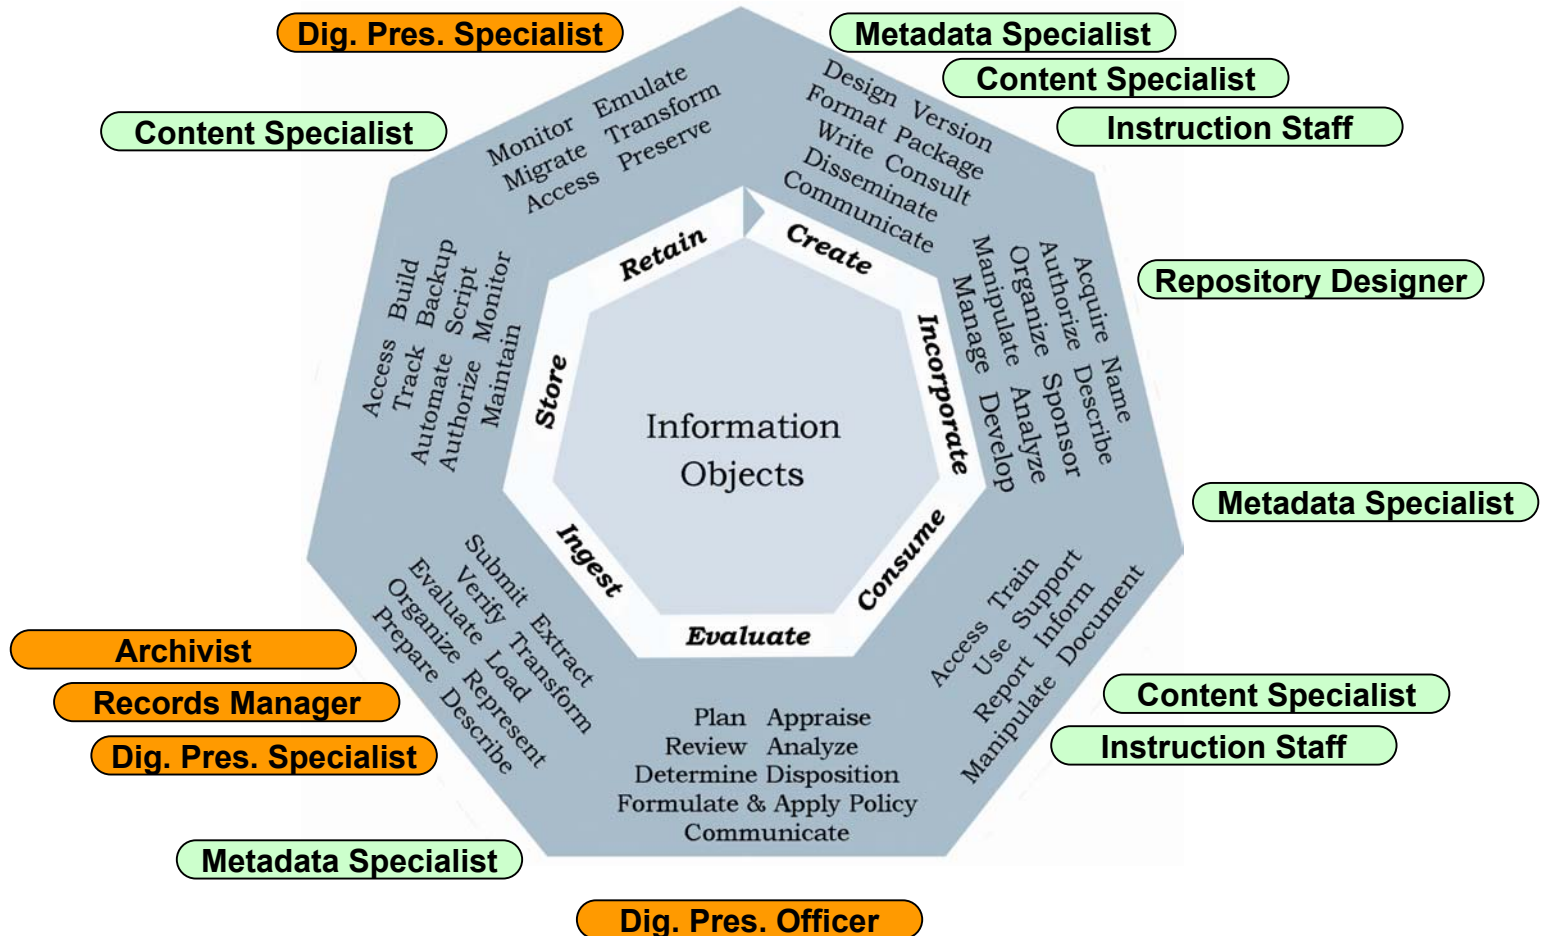 Dig. Pres. Specialist
Metadata Specialist
Content Specialist
Instruction Staff
Content Specialist
Monitor Emulate
Migrate Transform
Access Preserve
Design Version
Format Package
Write Consult
Disseminate
Communicate
Retain
Create
Access Build
Track Backup
Automate Script
Authorize Monitor
Maintain
Store
Incorporate
Acquire Name
Authorize Describe
Organize Sponsor
Manipulate Analyze
Manage Develop
Repository Designer
Information
Objects
Metadata Specialist
Ingest
Evaluate
Consume
Submit Extract
Verify Transform
Evaluate Load
Organize Represent
Prepare Describe
Access Train
Use Support
Report Inform
Manipulate Document
Archivist
Records Manager
Dig. Pres. Specialist
Content Specialist
Instruction Staff
Plan Appraise
Review Analyze
Determine Disposition
Formulate & Apply Policy
Communicate
Metadata Specialist
Dig. Pres. Officer